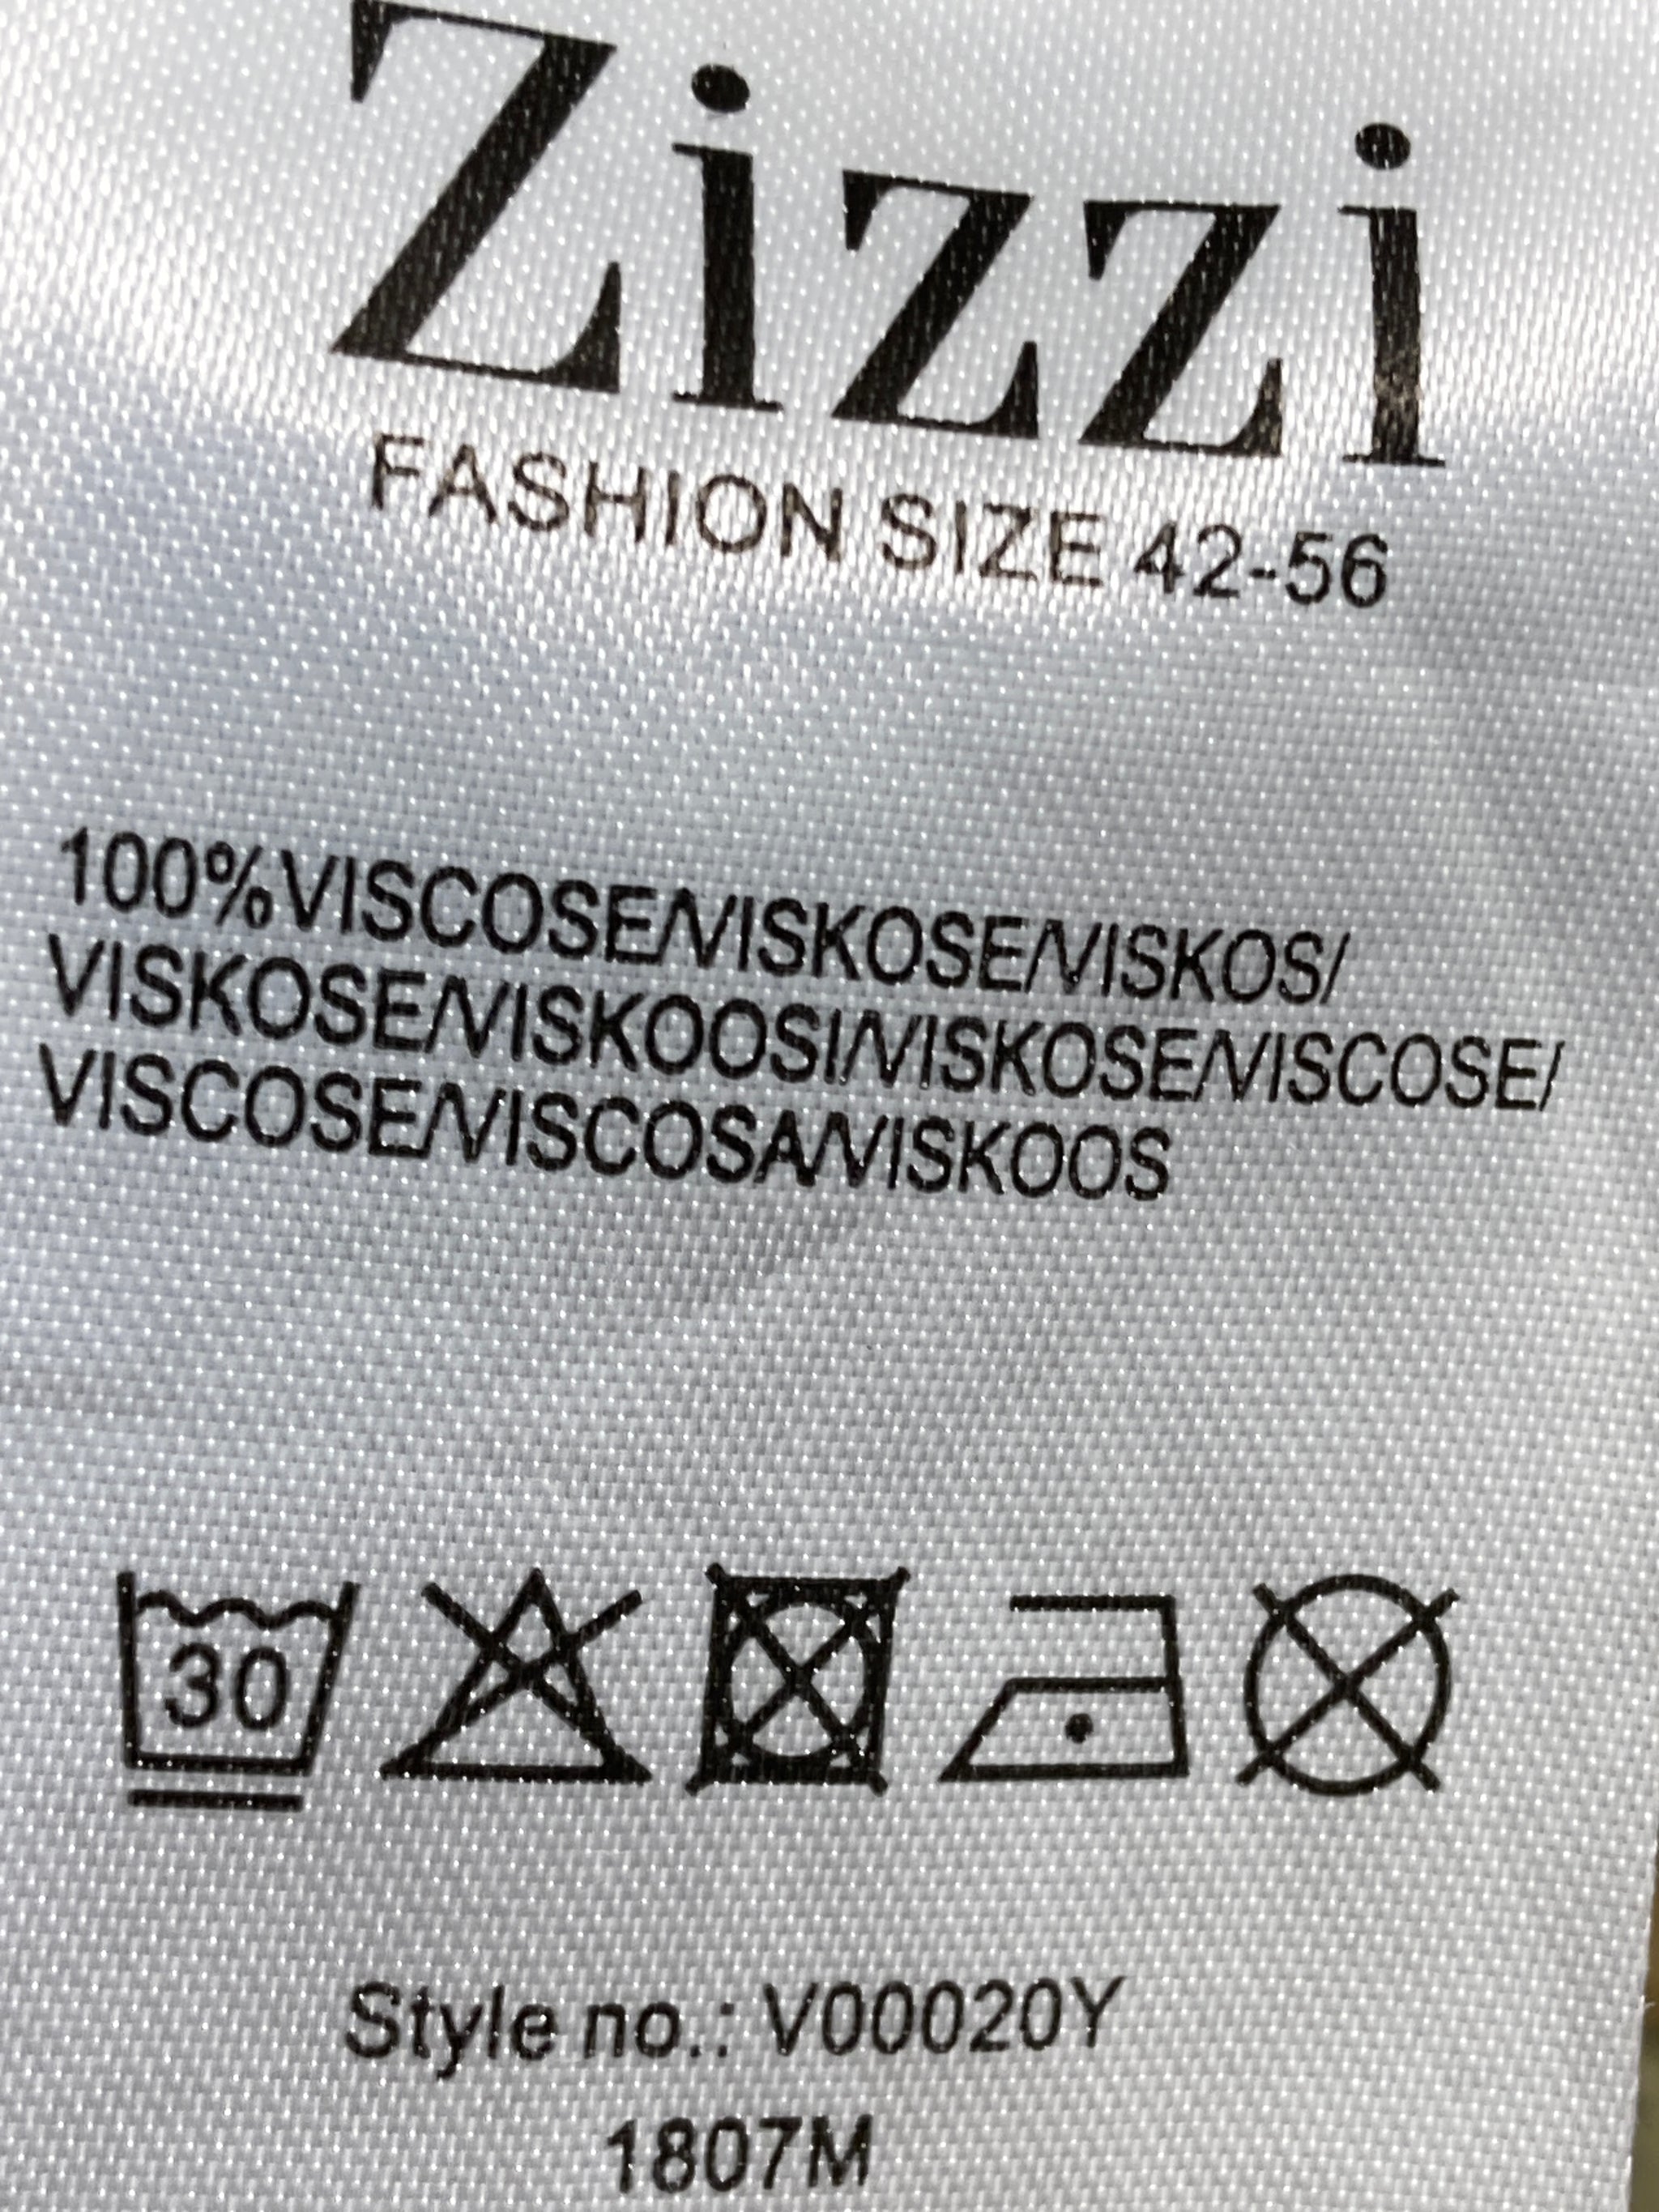 Zizzi
FASHION SIZE 42-56
100%VISCOSE/VISKOSE/VISKOS/
VISKOSE/VISKOOSI/VISKOSE/VISCOSE/
VISCOSE/VISCOSA/VISKOOS
30
Style no.: V00020Y
1807M